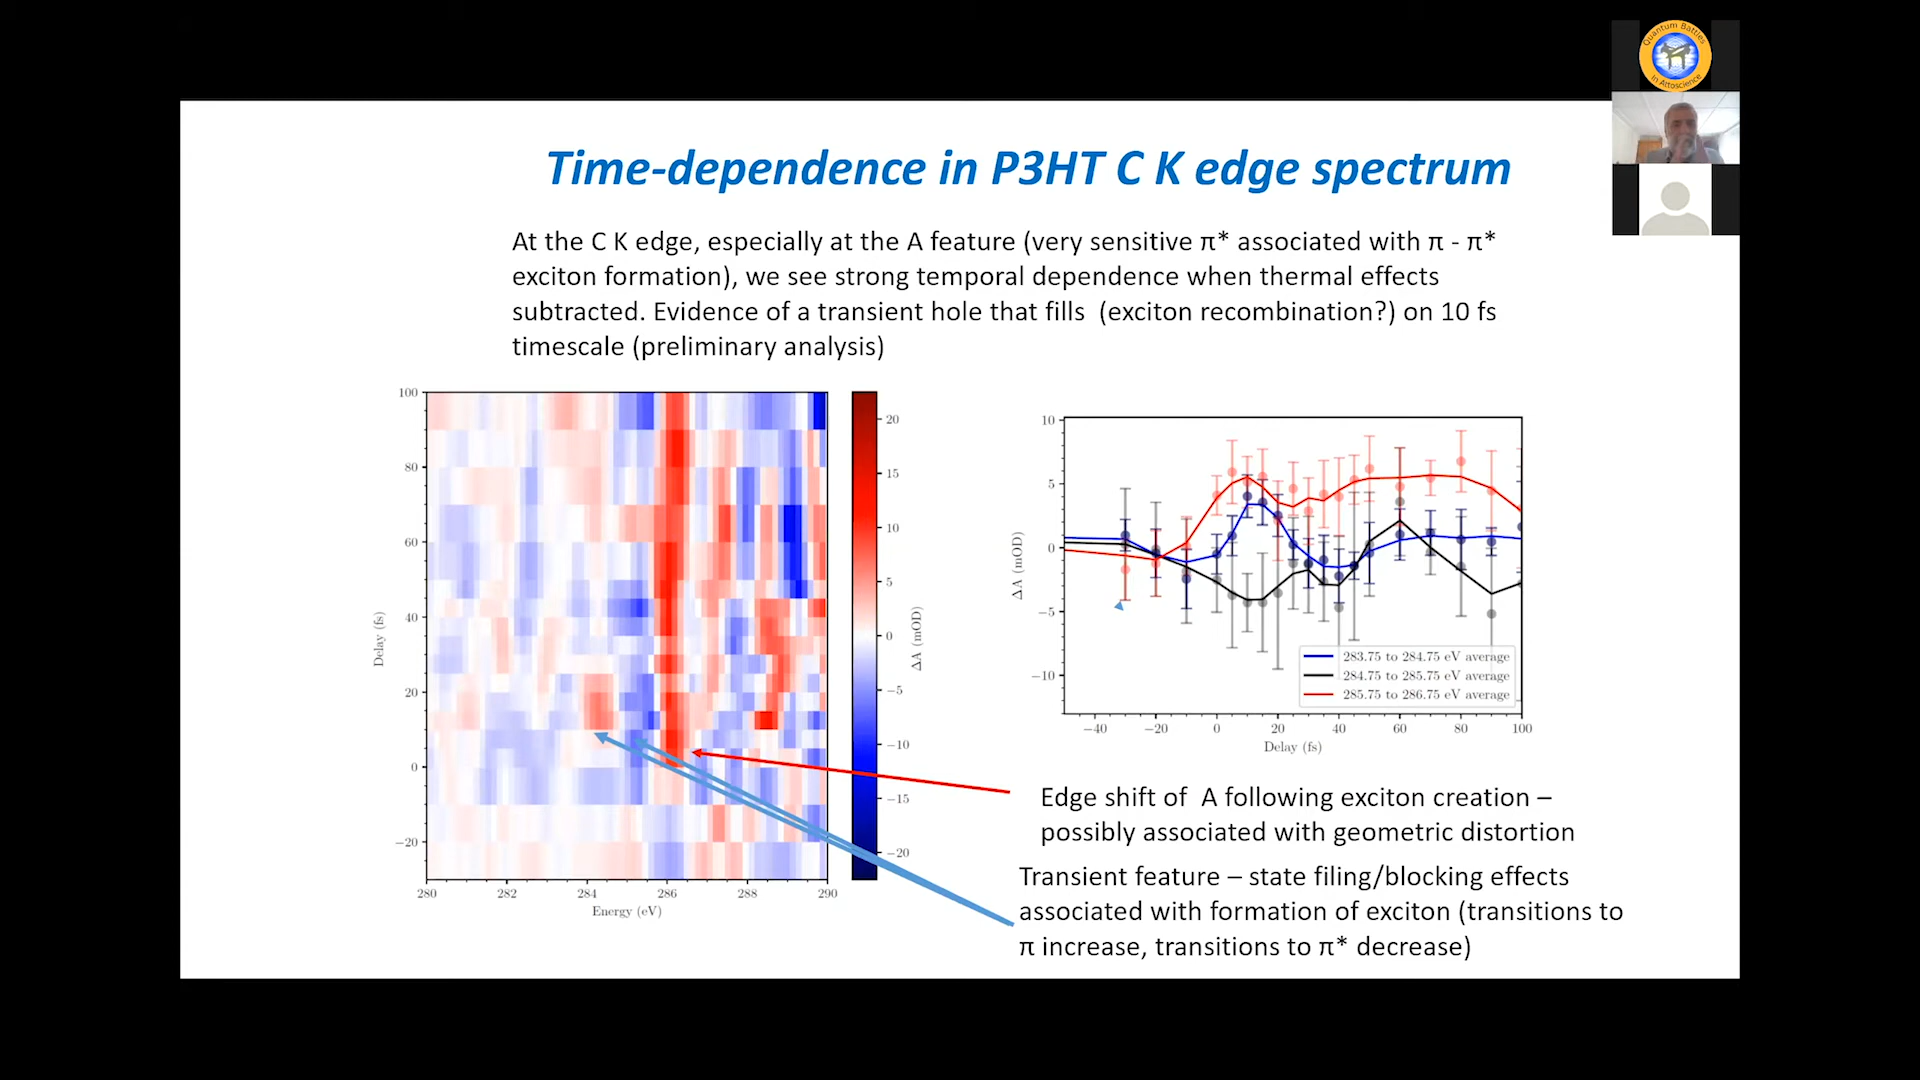 Quantum Battles
In Attoscience
Time-dependence in P3HT C K edge spectrum
At the C K edge, especially at the A feature (very sensitive π* associated with π - π*
exciton formation), we see strong temporal dependence when thermal effects
subtracted. Evidence of a transient hole that fills (exciton recombination?) on 10 fs
timescale (preliminary analysis)
100
80
60
40
20
0
−20
Delay (fs)
280
282
284
286
288
290
Energy (eV)
20
15
10
5
0
−5
−10
−15
−20
ΔA (mOD)
10
5
0
−5
−10
ΔA (mOD)
283.75 to 284.75 eV average
284.75 to 285.75 eV average
285.75 to 286.75 eV average
−40
−20
0
20
40
60
80
100
Delay (fs)
Edge shift of A following exciton creation –
possibly associated with geometric distortion
Transient feature – state filing/blocking effects
associated with formation of exciton (transitions to
π increase, transitions to π* decrease)